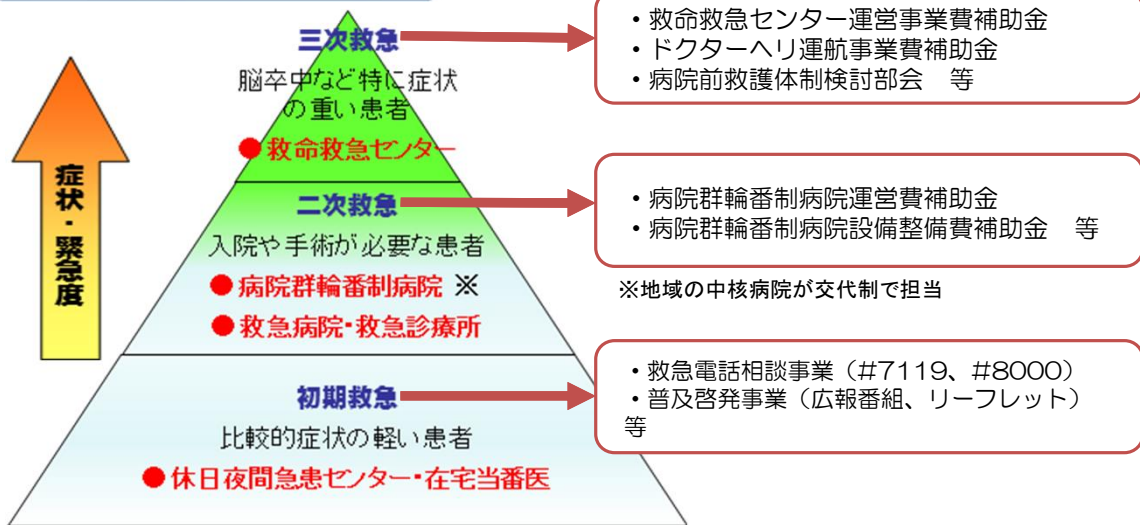 三次救急
脳卒中など特に症状
の重い患者
●救命救急センター
・救命救急センター運営事業費補助金
・ドクターヘリ運航事業費補助金
・病院前救護体制検討部会　等
症状・緊急度
二次救急
入院や手術が必要な患者
●病院群輪番制病院 ※
●救急病院・救急診療所
・病院群輪番制病院運営費補助金
・病院群輪番制病院設備整備費補助金　等
※地域の中核病院が交代制で担当
初期救急
比較的症状の軽い患者
●休日夜間急患センター・在宅当番医
・救急電話相談事業（#7119、#8000）
・普及啓発事業（広報番組、リーフレット）
等